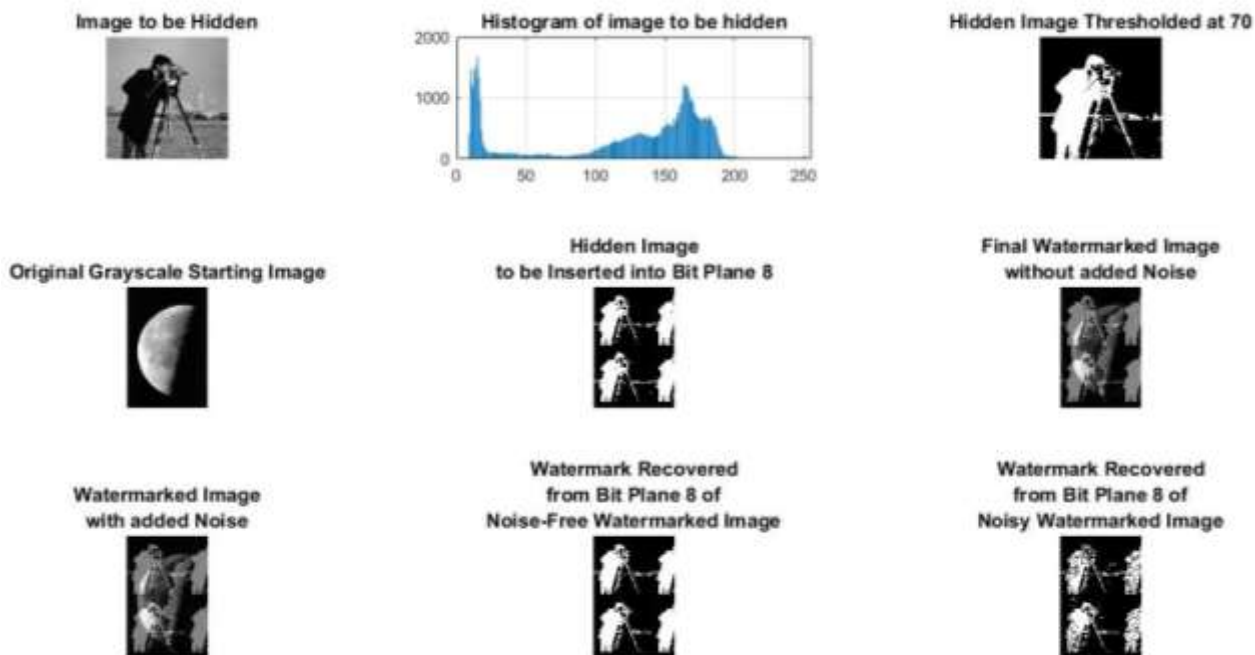 Image to be Hidden
Histogram of image to be hidden
2000
1000
0
0 50 100 150 200 250
Hidden Image Thresholded at 70
Original Grayscale Starting Image
Hidden Image
to be Inserted into Bit Plane 8
Final Watermarked Image
without added Noise
Watermarked Image
with added Noise
Watermark Recovered
from Bit Plane 8 of
Noise-Free Watermarked Image
Watermark Recovered
from Bit Plane 8 of
Noisy Watermarked Image